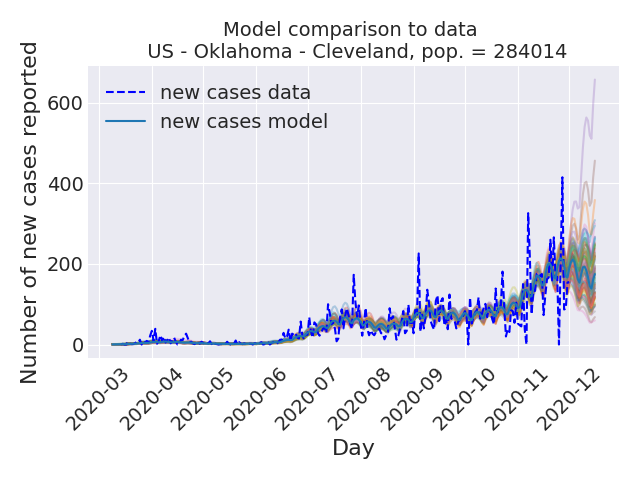 Model comparison to data
US - Oklahoma - Cleveland, pop. = 284014
Number of new cases reported
600
400
200
0
new cases data
new cases model
2020-03
2020-04
2020-05
2020-06
2020-07
2020-08
2020-09
2020-10
2020-11
2020-12
Day